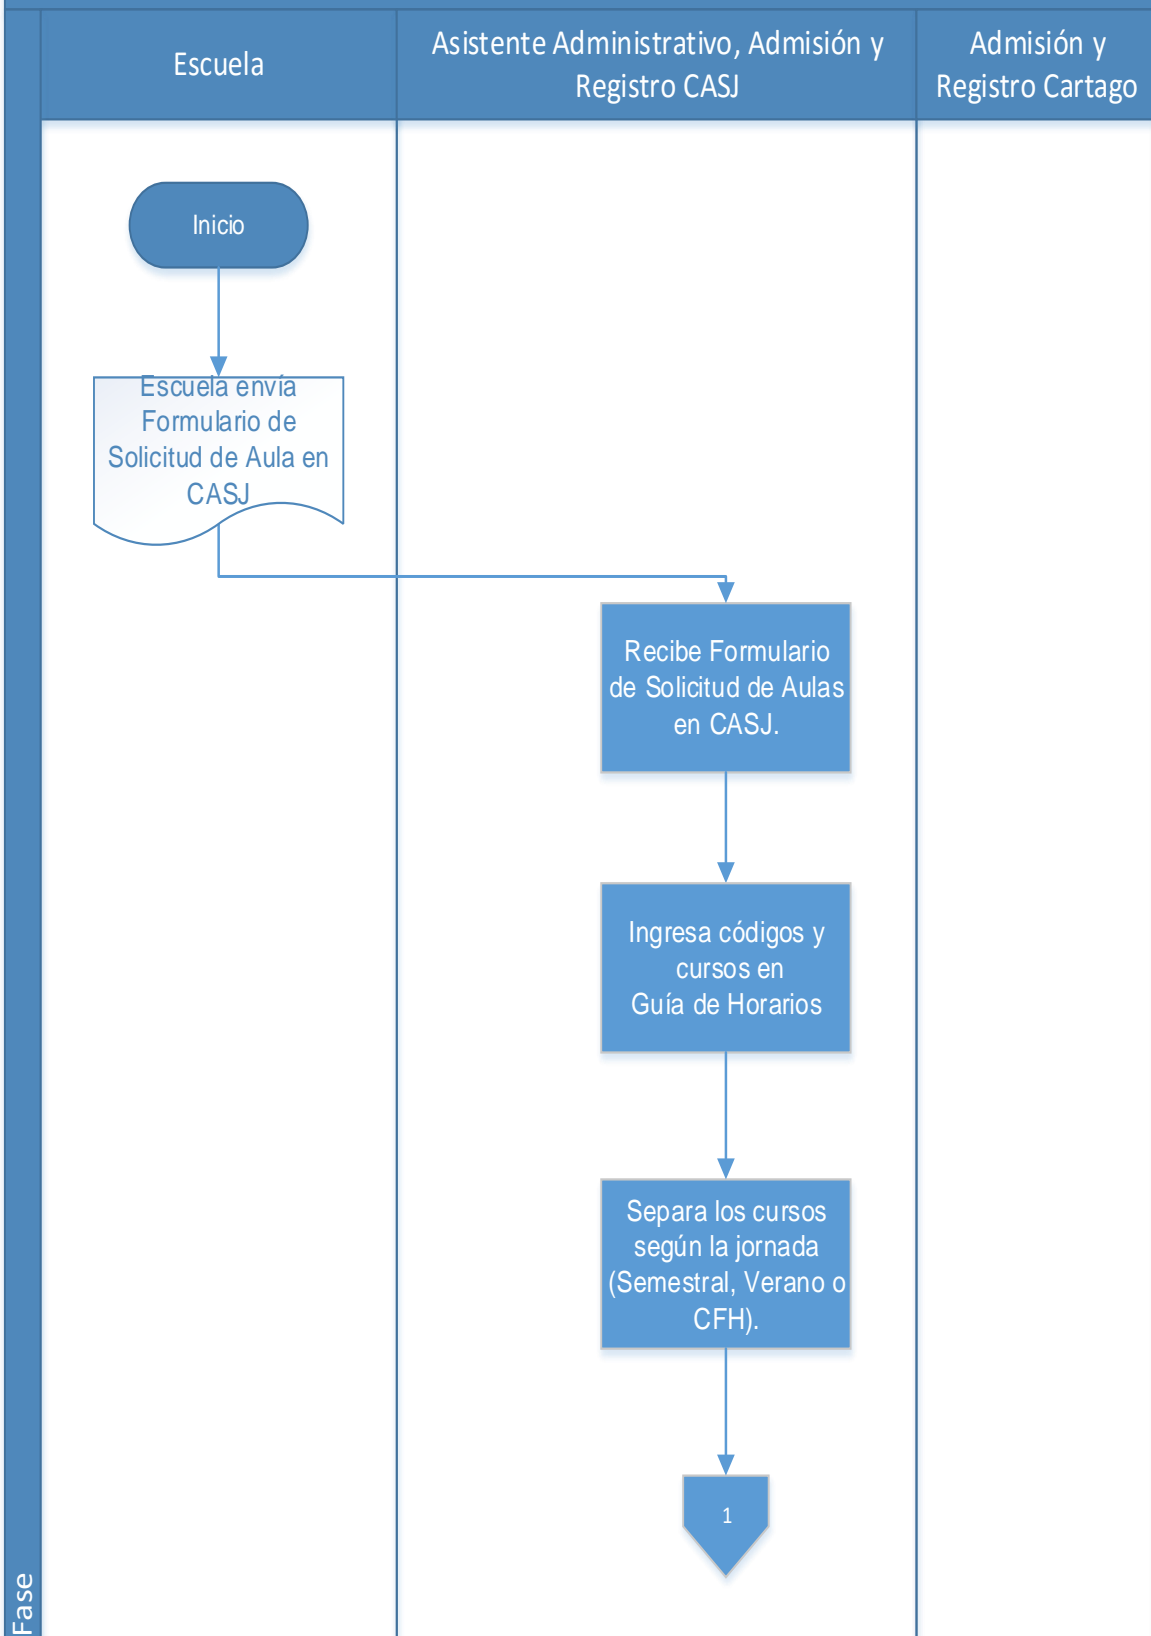 Escuela
Asistente Administrativo, Admisión y
Registro CASJ
Admisión y
Registro Cartago
Inicio
Escuela envía
Formulario de
Solicitud de Aula en
CASJ
Recibe Formulario
de Solicitud de Aulas
en CASJ.
Ingresa códigos y
cursos en
Guía de Horarios
Separa los cursos
según la jornada
(Semestral, Verano o
CFH).
1
Fase